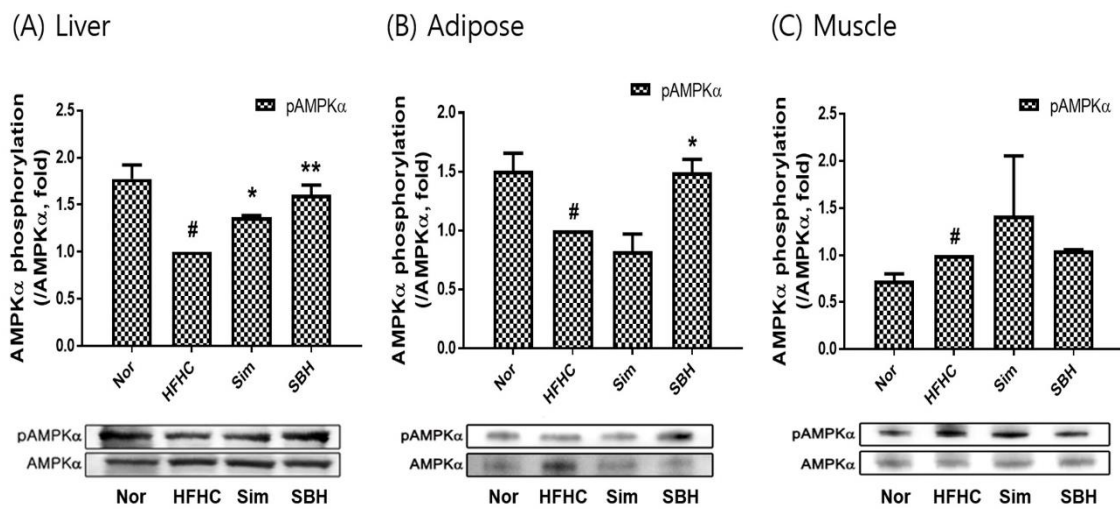 (A) Liver
pAMPKα
AMPKα phosphorylation
(/AMPKα, fold)
2.5
2.0
1.5
1.0
0.5
0.0
#
*
**
Nor
HFHC
Sim
SBH
pAMPKα
AMPKα
Nor HFHC Sim SBH
(B) Adipose
pAMPKα
AMPKα phosphorylation
(/AMPKα, fold)
2.0
1.5
1.0
0.5
0.0
#
*
Nor
HFHC
Sim
SBH
pAMPKα
AMPKα
Nor HFHC Sim SBH
(C) Muscle
pAMPKα
AMPKα phosphorylation
(/AMPKα, fold)
2.5
2.0
1.5
1.0
0.5
0.0
#
Nor
HFHC
Sim
SBH
pAMPKα
AMPKα
Nor HFHC Sim SBH